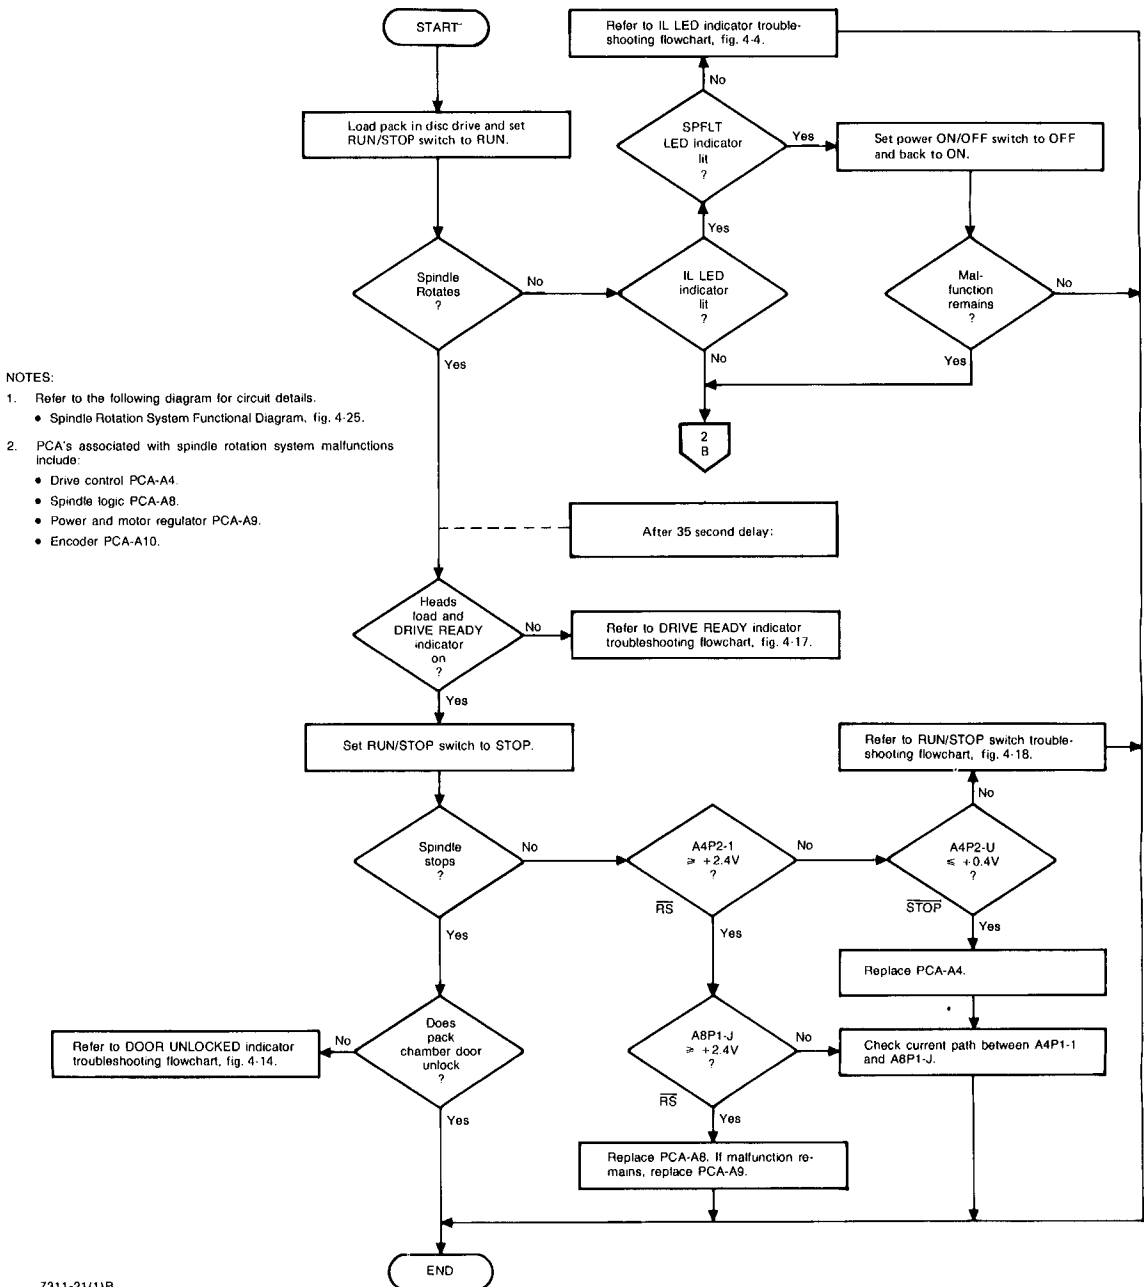 START
Load pack in disc drive and set
RUN/STOP switch to RUN.
Spindle
Rotates
?
No
Yes
IL LED
indicator
lit
?
Yes
No
SPFLT
LED indicator
lit
?
No
Yes
Refer to IL LED indicator trouble-
shooting flowchart, fig. 4-4.
Set power ON/OFF switch to OFF
and back to ON.
Mal-
function
remains
?
No
Yes
2
B
NOTES:
1. Refer to the following diagram for circuit details.
• Spindle Rotation System Functional Diagram, fig. 4-25.
2. PCA's associated with spindle rotation system malfunctions
include:
• Drive control PCA-A4.
• Spindle logic PCA-A8.
• Power and motor regulator PCA-A9.
• Encoder PCA-A10.
After 35 second delay:
Heads
load and
DRIVE READY
indicator
on
?
No
Yes
Refer to DRIVE READY indicator
troubleshooting flowchart, fig. 4-17.
Set RUN/STOP switch to STOP.
Spindle
stops
?
No
Yes
A4P2-1
≥ +2.4V
?
No
R̅S̅
Yes
A4P2-U
≤ +0.4V
?
No
S̅T̅O̅P̅
Yes
Refer to RUN/STOP switch trouble-
shooting flowchart, fig. 4-18.
Replace PCA-A4.
Check current path between A4P1-1
and A8P1-J.
A8P1-J
≥ +2.4V
?
No
R̅S̅
Yes
Replace PCA-A8. If malfunction re-
mains, replace PCA-A9.
Does
pack
chamber door
unlock
?
No
Yes
Refer to DOOR UNLOCKED indicator
troubleshooting flowchart, fig. 4-14.
END
7311-21(1)B